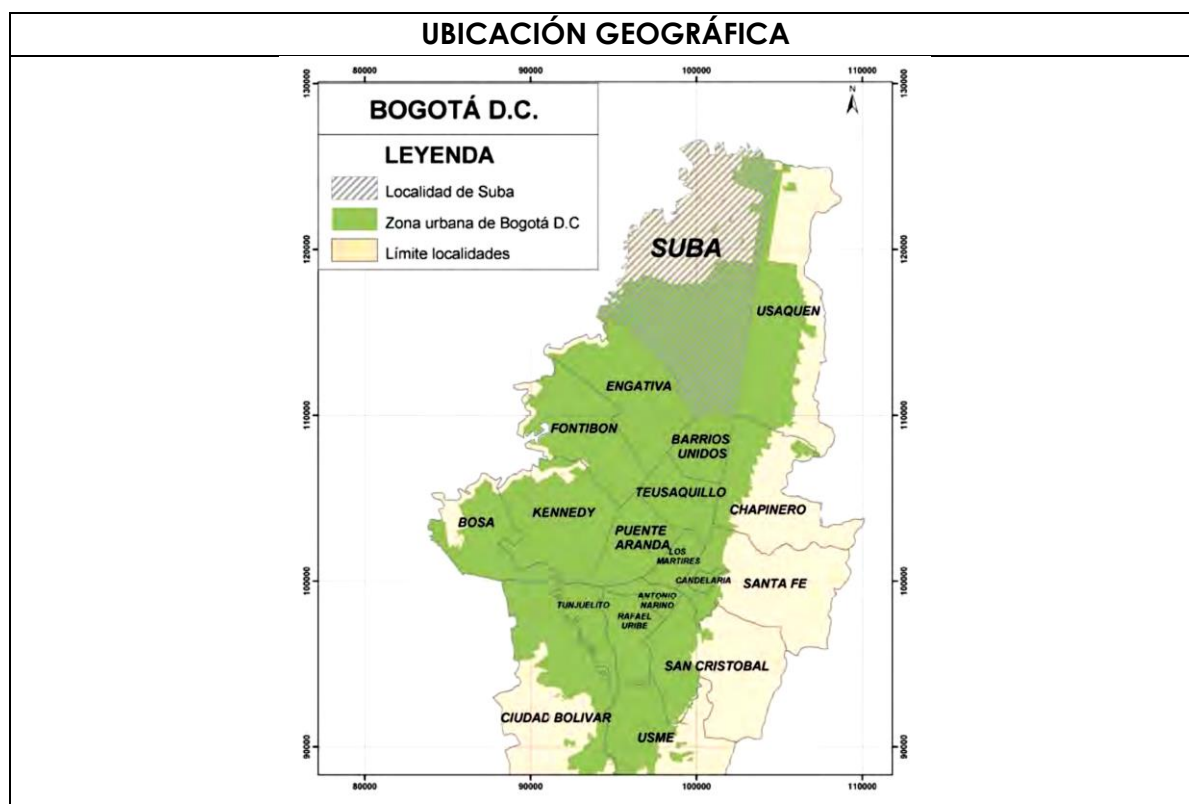 UBICACIÓN GEOGRÁFICA
80000 90000 100000 110000
130000 130000
N
BOGOTÁ D.C.
LEYENDA
Localidad de Suba
Zona urbana de Bogotá D.C
Límite localidades
SUBA
120000 120000
USAQUEN
ENGATIVA
110000 110000
FONTIBON
BARRIOS
UNIDOS
TEUSAQUILLO
CHAPINERO
KENNEDY
BOSA
PUENTE
ARANDA
LOS
MARTIRES
100000 100000
CANDELARIA
SANTA FE
TUNJUELITO
ANTONIO
NARINO
RAFAEL
URIBE
SAN CRISTOBAL
CIUDAD BOLIVAR
USME
90000 90000
80000 90000 100000 110000